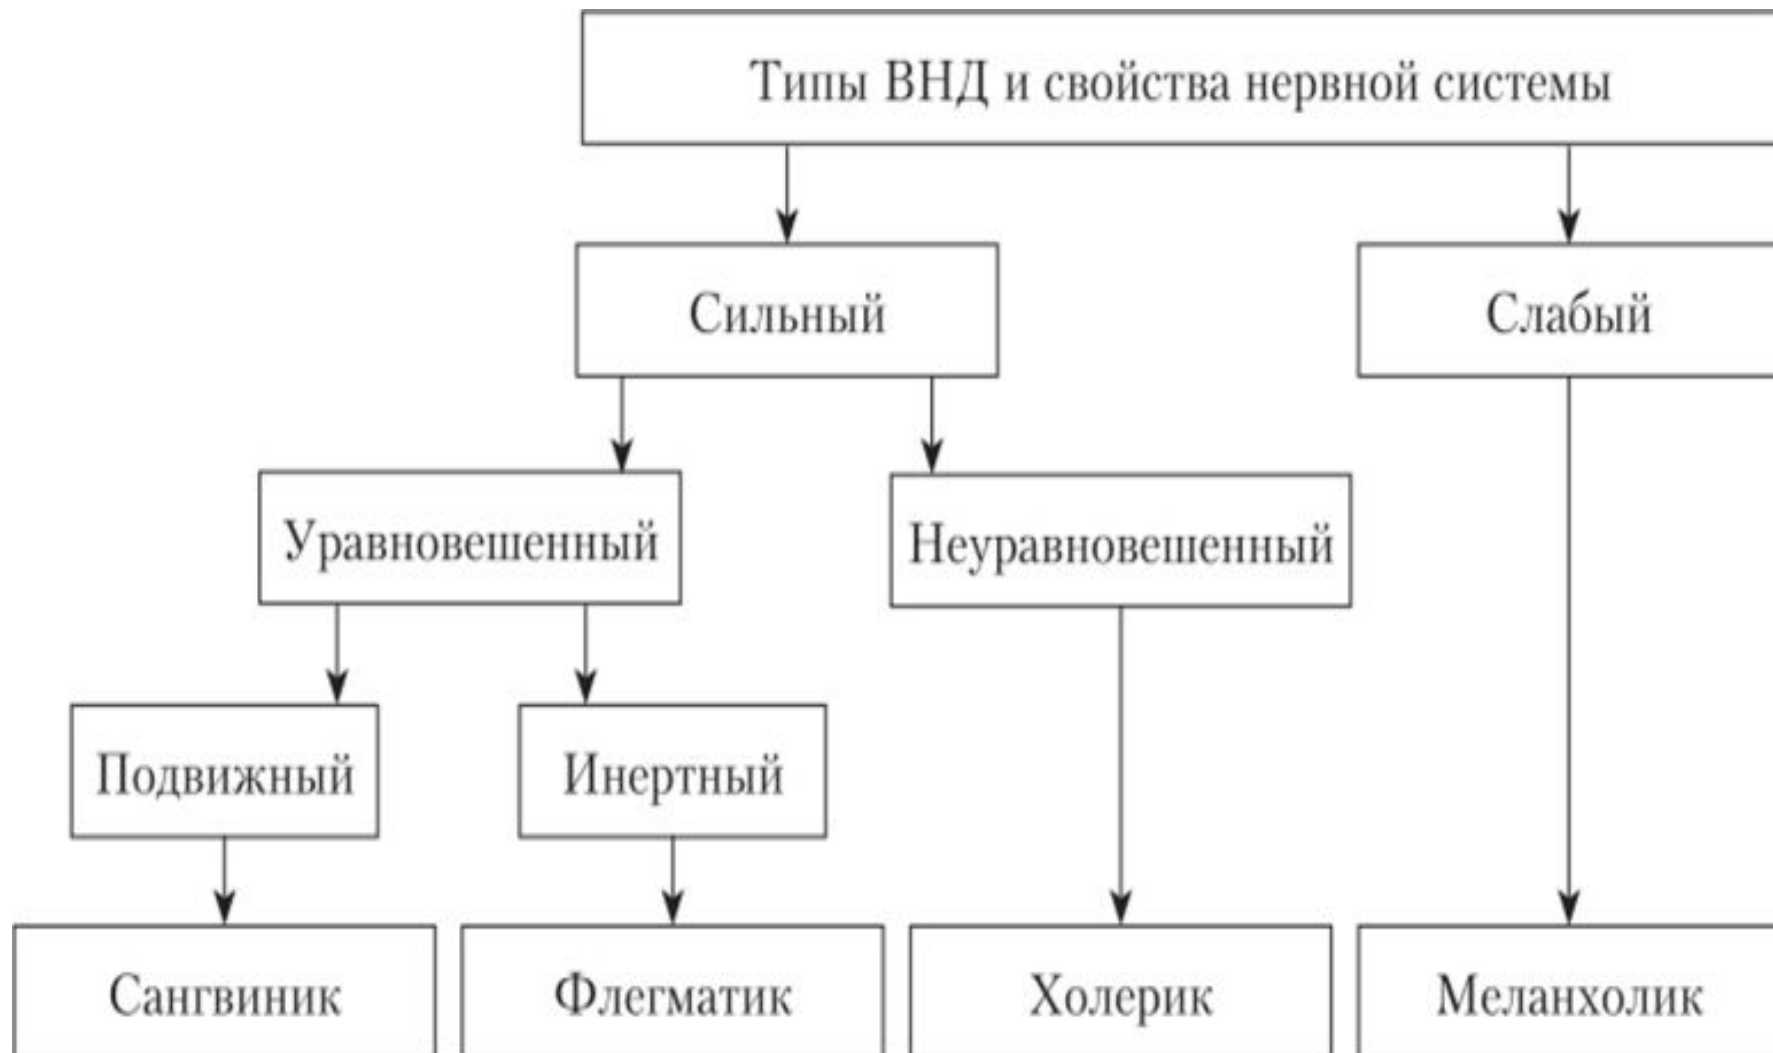 Типы ВНД и свойства нервной системы
Сильный
Слабый
Уравновешенный
Неуравновешенный
Подвижный
Инертный
Сангвиник
Флегматик
Холерик
Меланхолик